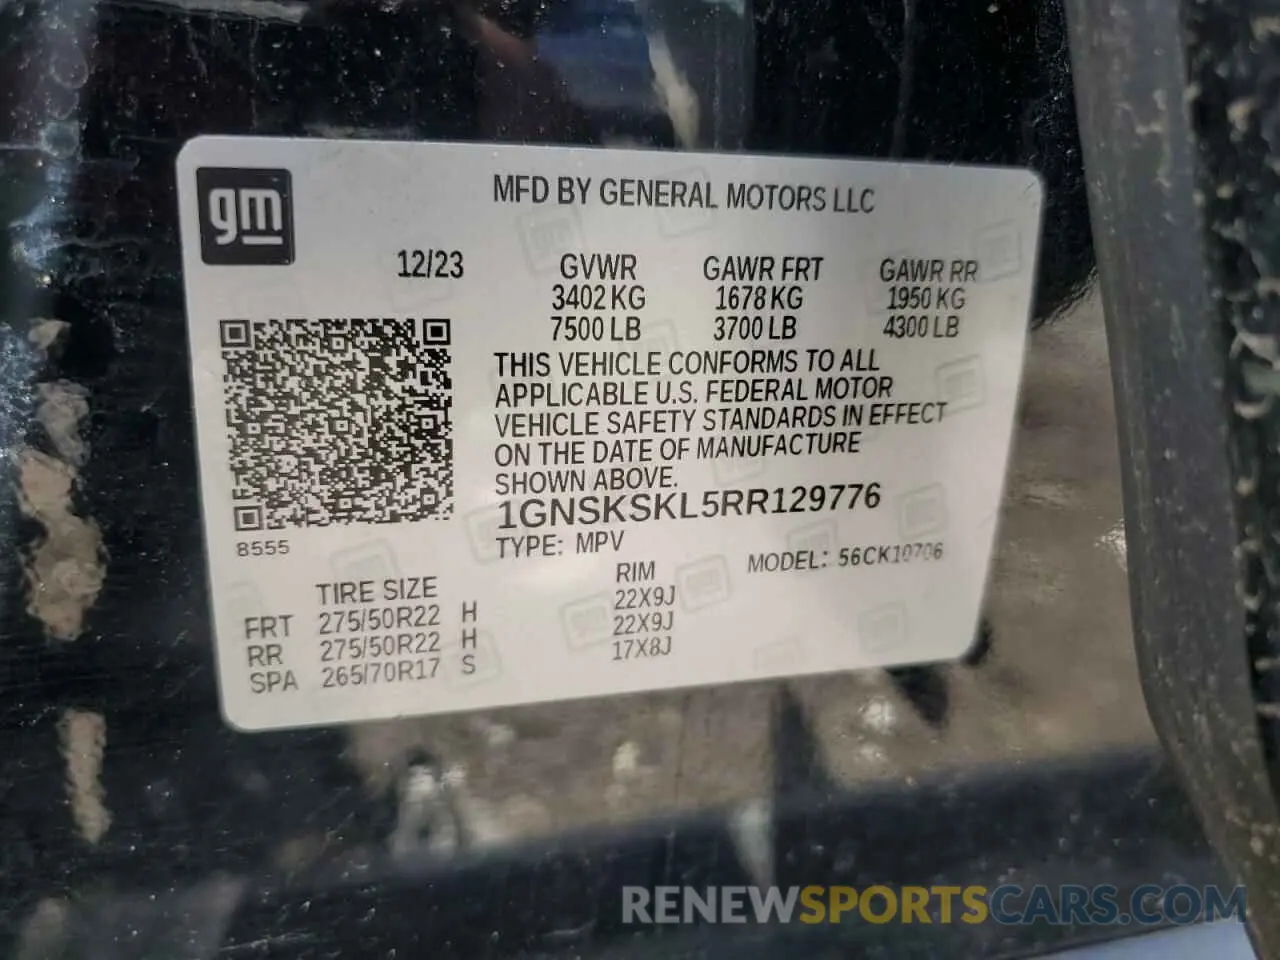 gm
MFD BY GENERAL MOTORS LLC
12/23
GVWR GAWR FRT GAWR RR
3402 KG 1678 KG 1950 KG
7500 LB 3700 LB 4300 LB
THIS VEHICLE CONFORMS TO ALL
APPLICABLE U.S. FEDERAL MOTOR
VEHICLE SAFETY STANDARDS IN EFFECT
ON THE DATE OF MANUFACTURE
SHOWN ABOVE.
1GNSKSKL5RR129776
8555
TYPE: MPV MODEL: 56CK10706
TIRE SIZE RIM
FRT 275/50R22 H 22X9J
RR 275/50R22 H 22X9J
SPA 265/70R17 S 17X8J
RENEWSPORTSCARS.COM